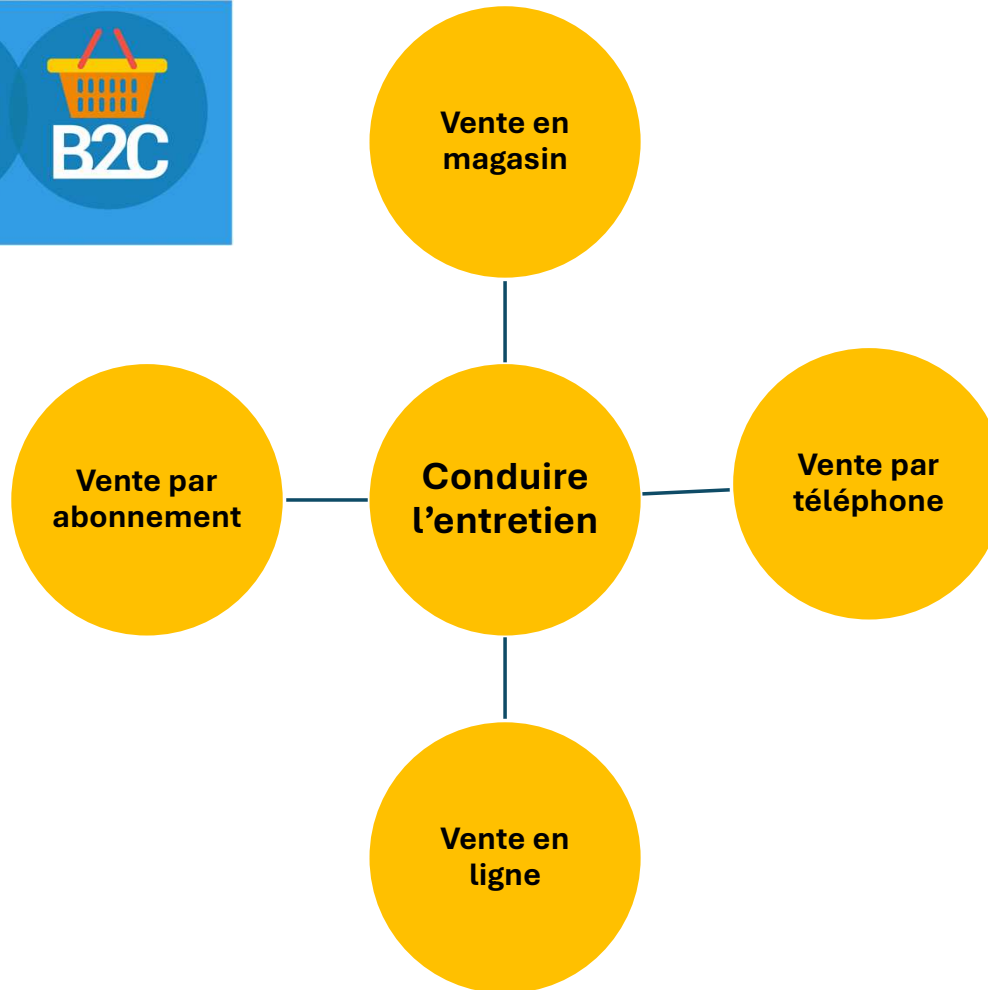 B2C
Vente en
magasin
Vente par
abonnement
Conduire
l’entretien
Vente par
téléphone
Vente en
ligne